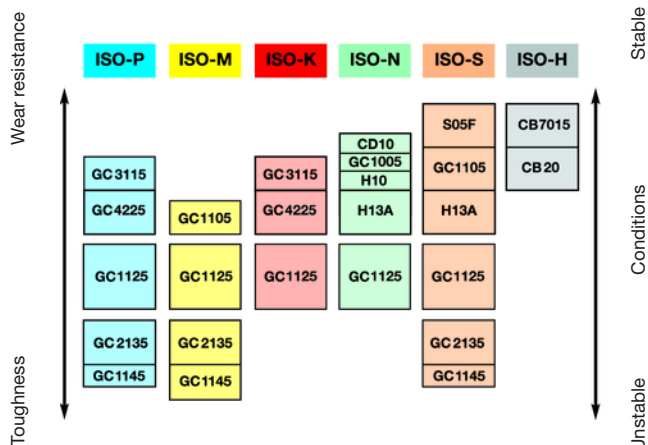 Wear resistance
Toughness
ISO-P
ISO-M
ISO-K
ISO-N
ISO-S
ISO-H
GC3115
GC4225
GC1125
GC2135
GC1145
GC1105
GC1125
GC2135
GC1145
GC3115
GC4225
GC1125
CD10
GC1005
H10
H13A
GC1125
S05F
GC1105
H13A
GC1125
GC2135
GC1145
CB7015
CB20
Stable
Conditions
Unstable